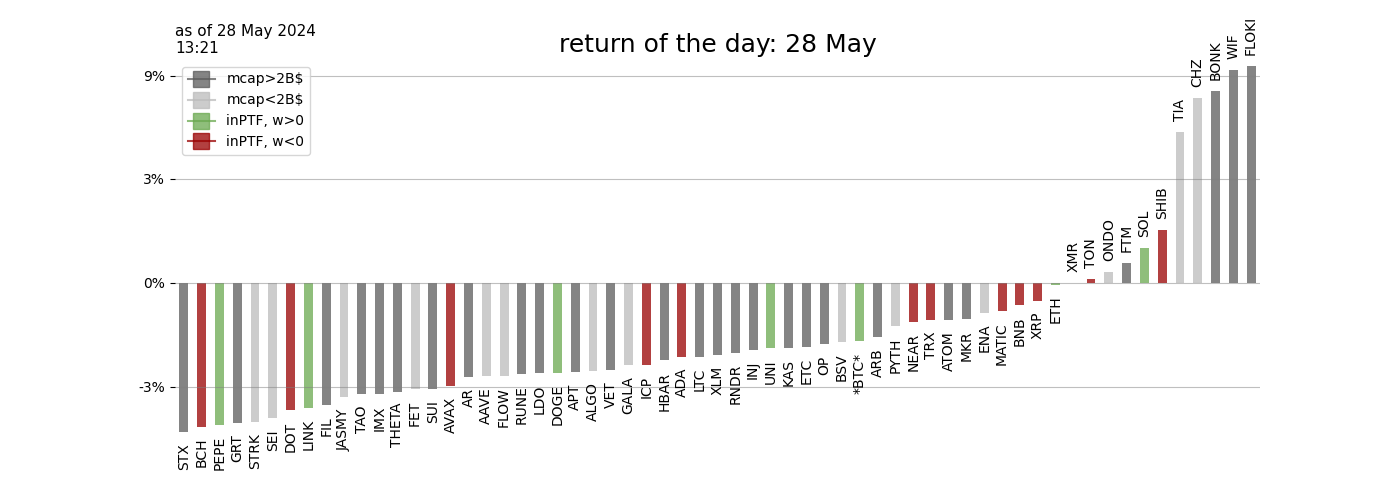 as of 28 May 2024
13:21
return of the day: 28 May
mcap>2B$
mcap<2B$
inPTF, w>0
inPTF, w<0
9%
3%
0%
-3%
STX
BCH
PEPE
GRT
STRK
SEI
DOT
LINK
FIL
JASMY
TAO
IMX
THETA
FET
SUI
AVAX
AR
AAVE
FLOW
RUNE
LDO
DOGE
APT
ALGO
VET
GALA
ICP
HBAR
ADA
LTC
XLM
RNDR
INJ
UNI
KAS
ETC
OP
BSV
*BTC*
ARB
PYTH
NEAR
TRX
ATOM
MKR
ENA
MATIC
BNB
XRP
ETH
XMR
TON
ONDO
FTM
SOL
SHIB
TIA
CHZ
BONK
WIF
FLOKI